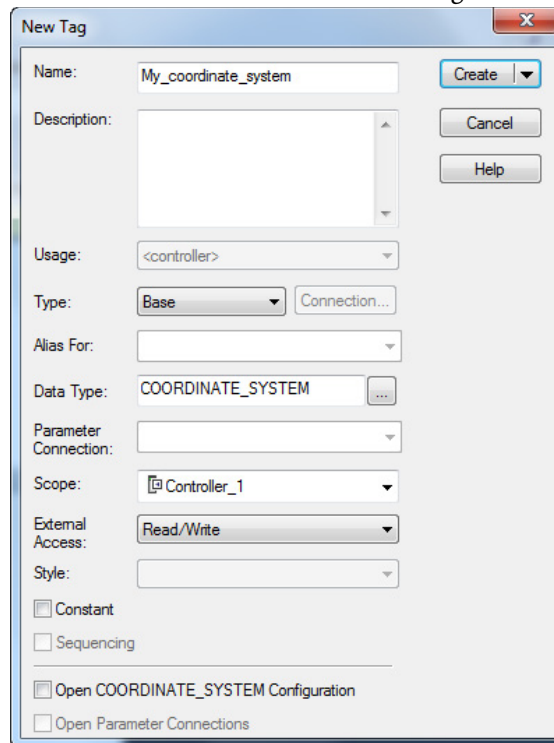 New Tag
Name: My_coordinate_system Create
Description: Cancel
Help
Usage: <controller>
Type: Base Connection...
Alias For:
Data Type: COORDINATE_SYSTEM ...
Parameter
Connection:
Scope: Controller_1
External
Access: Read/Write
Style:
Constant
Sequencing
Open COORDINATE_SYSTEM Configuration
Open Parameter Connections